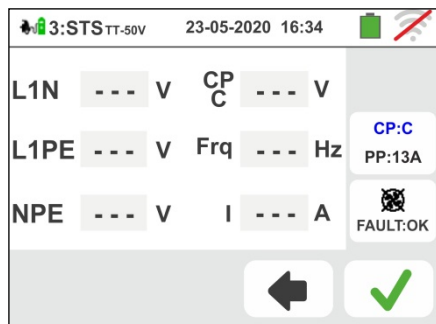 3:STS TT-50V 23-05-2020 16:34
L1N - - - V CP C - - - V
L1PE - - - V Frq - - - Hz
NPE - - - V I - - - A
CP:C
PP:13A
FAULT:OK